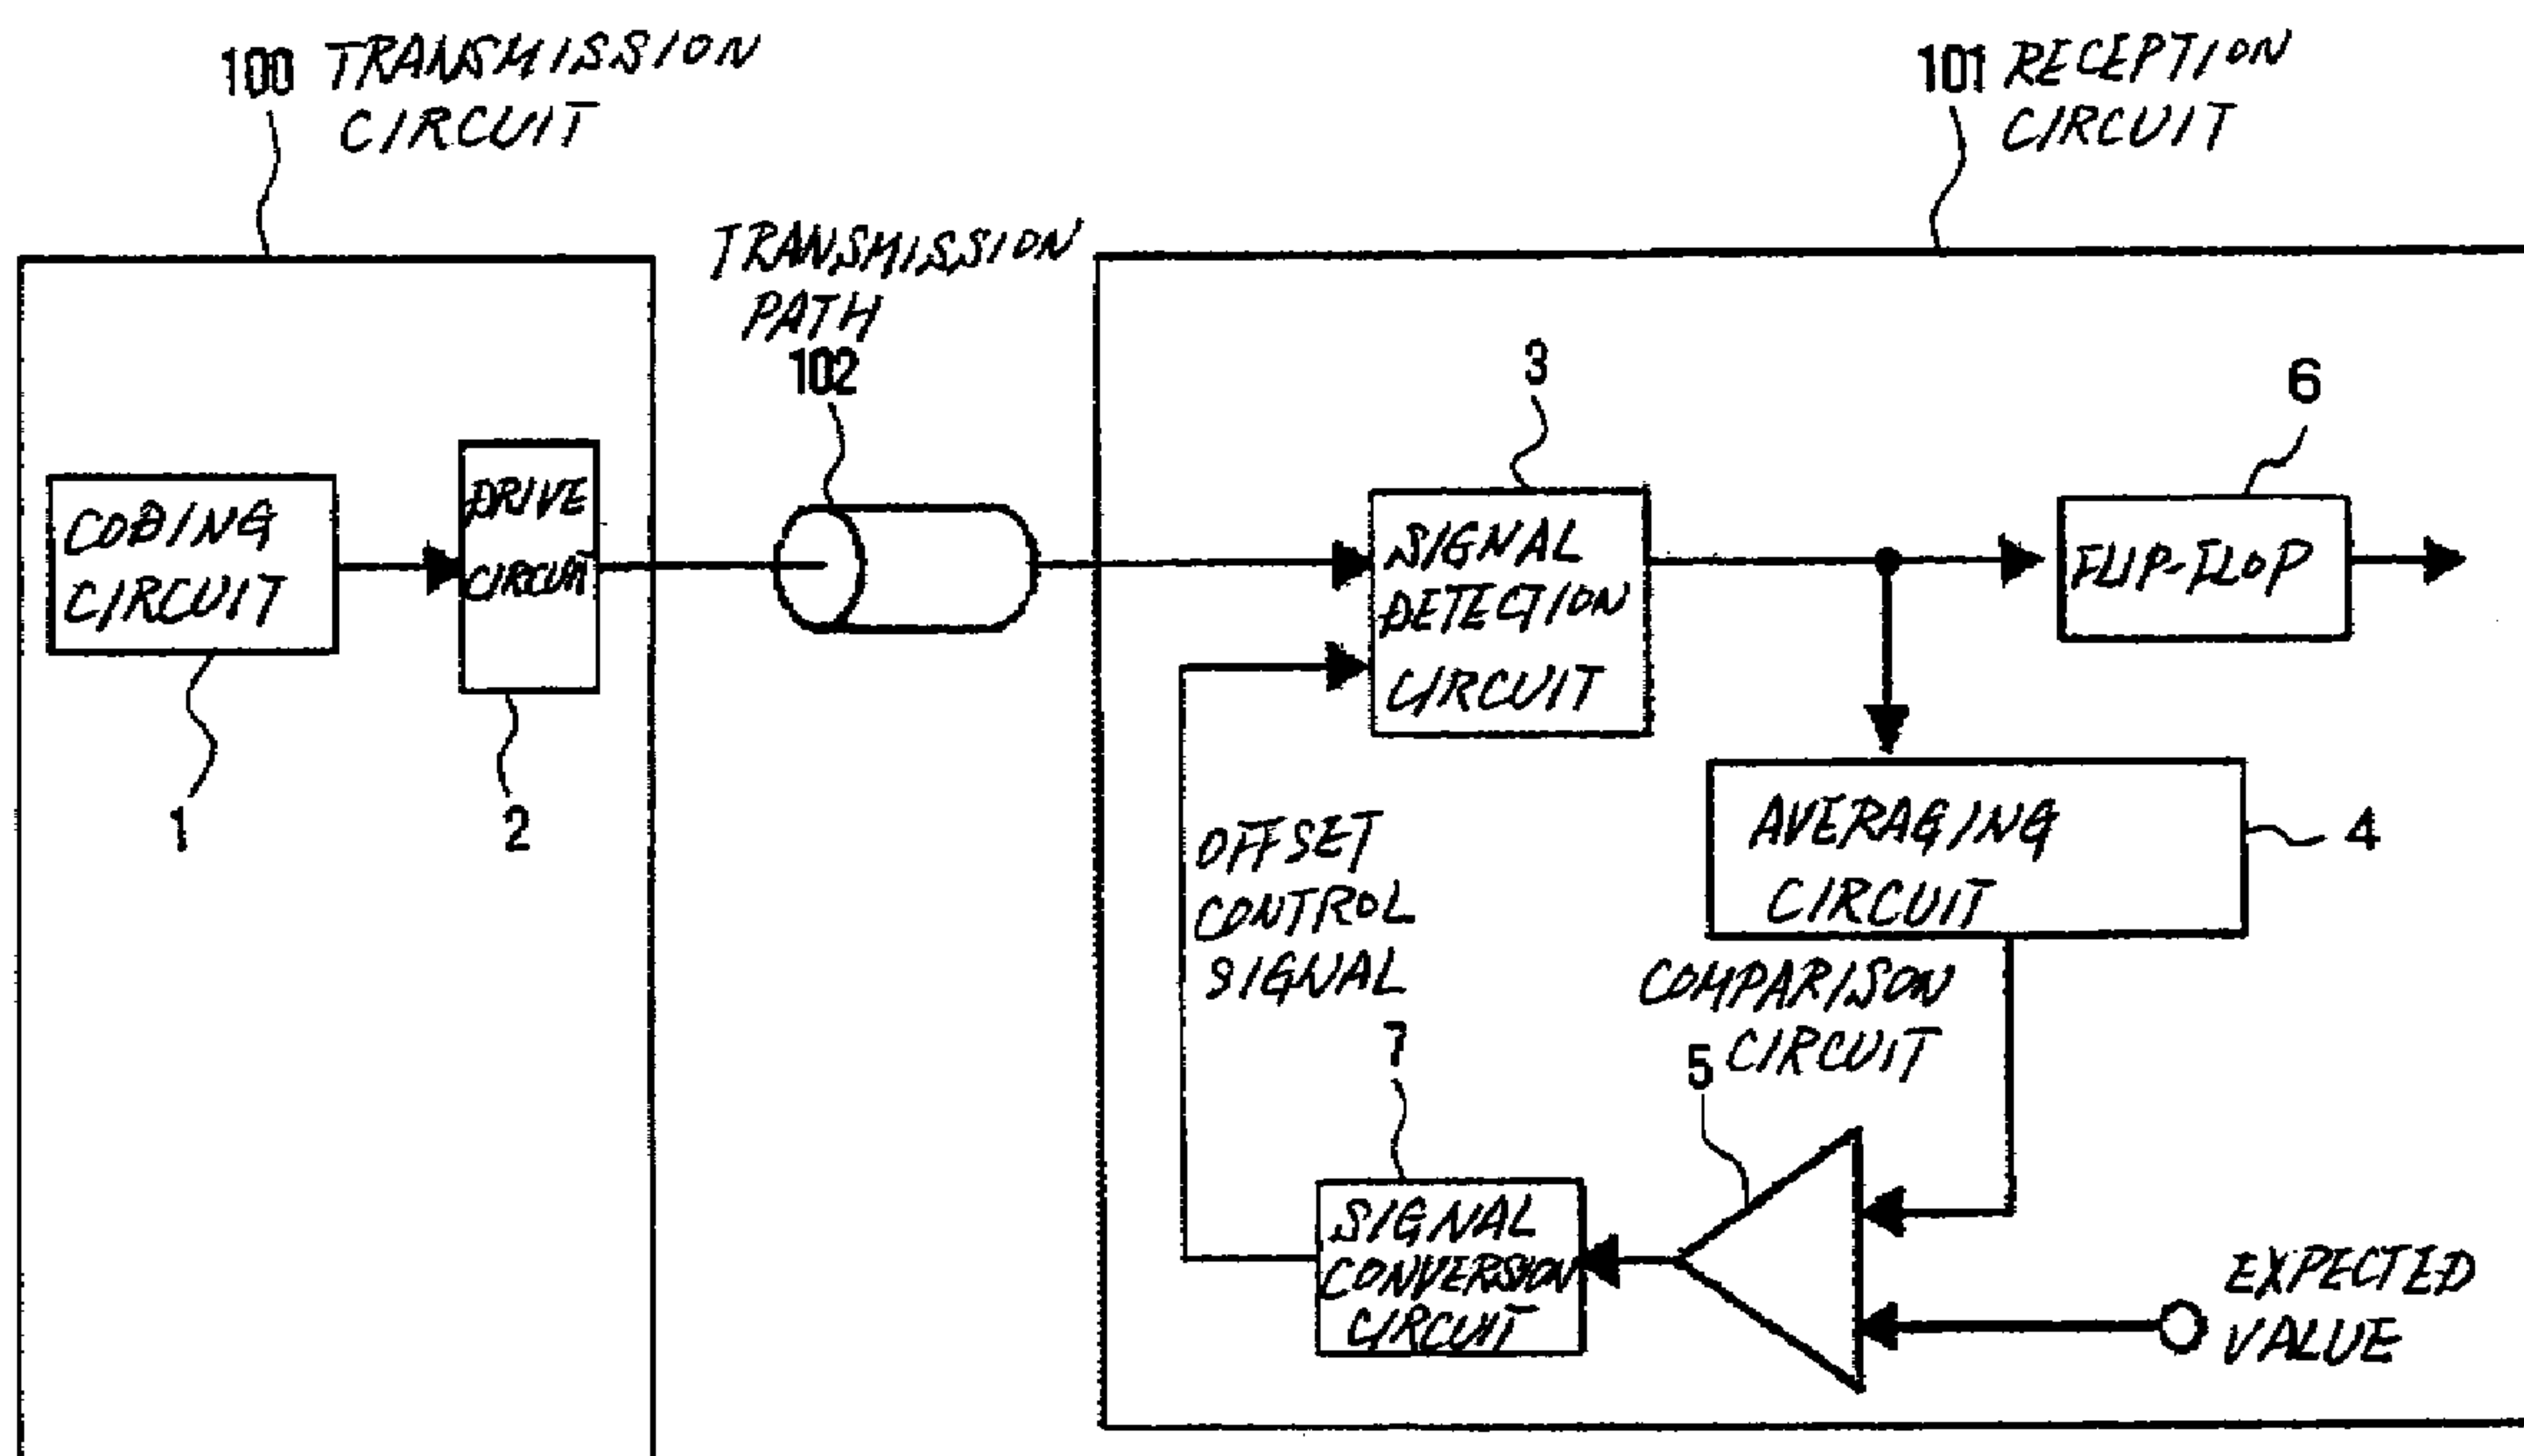 100 TRANSMISSION
CIRCUIT
101 RECEPTION
CIRCUIT
TRANSMISSION
PATH
102
CODING
CIRCUIT
1
DRIVE
CIRCUIT
2
3
SIGNAL
DETECTION
CIRCUIT
6
FLIP-FLOP
AVERAGING
CIRCUIT
4
OFFSET
CONTROL
SIGNAL
COMPARISON
CIRCUIT
5
7
SIGNAL
CONVERSION
CIRCUIT
EXPECTED
VALUE